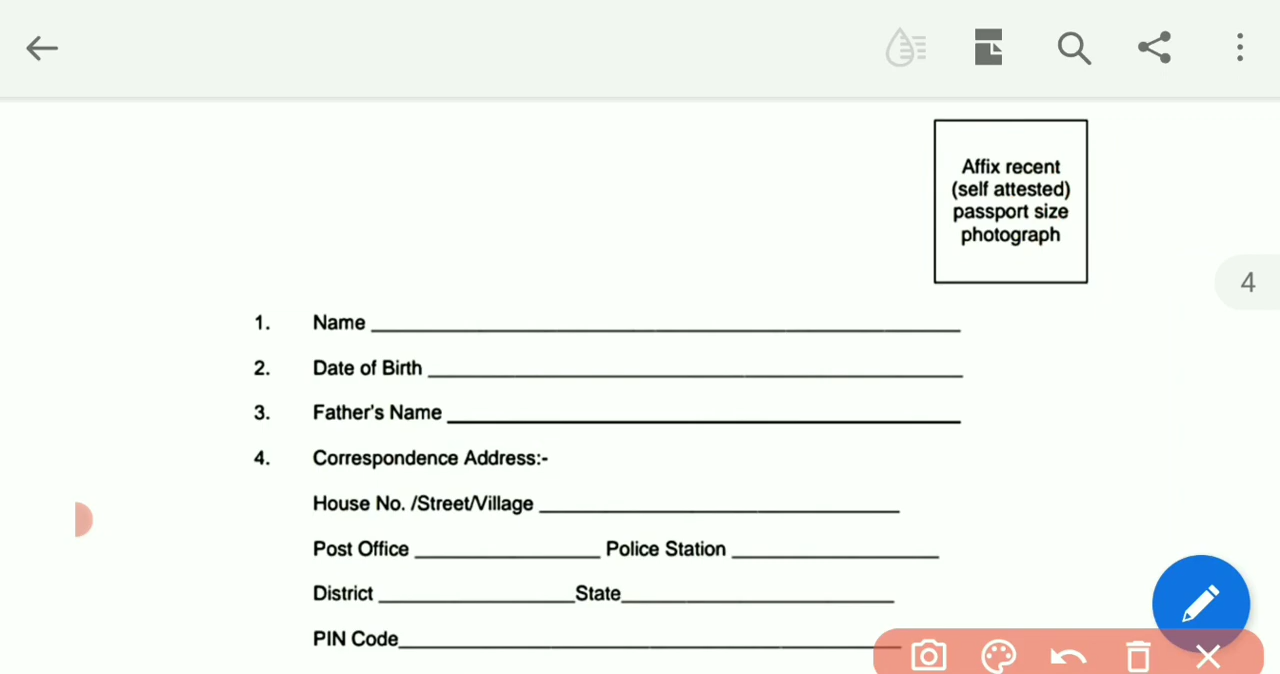 Affix recent
(self attested)
passport size
photograph
4
1. Name
2. Date of Birth
3. Father's Name
4. Correspondence Address:-
House No. /Street/Village
Post Office Police Station
District State
PIN Code